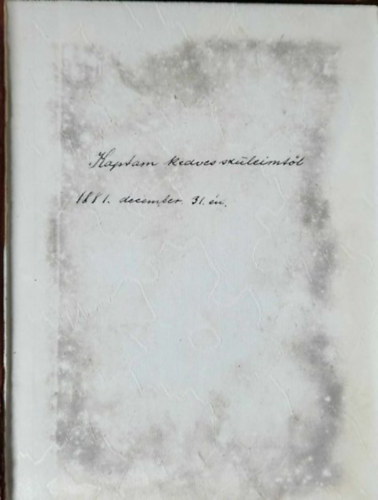 Kaptam kedves szüleimtől
1881. december 31. én.